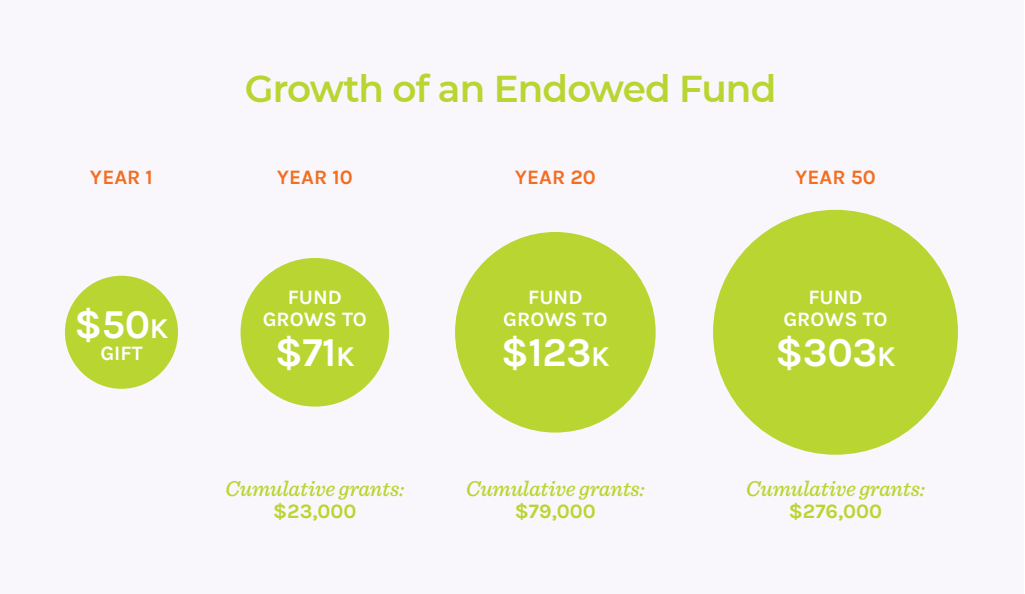 Growth of an Endowed Fund
YEAR 1
$50K
GIFT
YEAR 10
FUND
GROWS TO
$71K
Cumulative grants:
$23,000
YEAR 20
FUND
GROWS TO
$123K
Cumulative grants:
$79,000
YEAR 50
FUND
GROWS TO
$303K
Cumulative grants:
$276,000